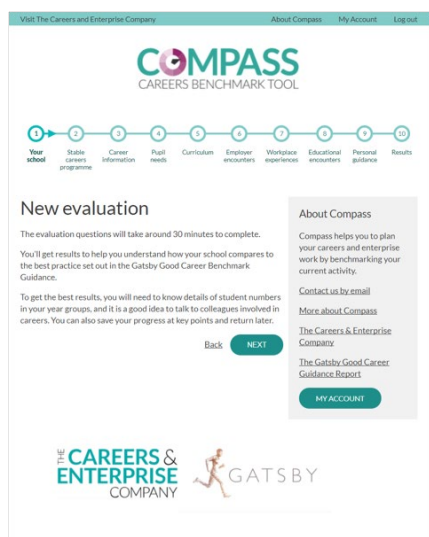 Visit The Careers and Enterprise Company
About Compass My Account Log out
COMPASS
CAREERS BENCHMARK TOOL
1 2 3 4 5 6 7 8 9 10
Your school
Stable careers programme
Career information
Pupil needs
Curriculum
Employer encounters
Workplace experiences
Educational encounters
Personal guidance
Results
New evaluation
The evaluation questions will take around 30 minutes to complete.
You'll get results to help you understand how your school compares to
the best practice set out in the Gatsby Good Career Benchmark
Guidance.
To get the best results, you will need to know details of student numbers
in your year groups, and it is a good idea to talk to colleagues involved in
careers. You can also save your progress at key points and return later.
Back NEXT
About Compass
Compass helps you to plan
your careers and enterprise
work by benchmarking your
current activity.
Contact us by email
More about Compass
The Careers & Enterprise
Company
The Gatsby Good Career
Guidance Report
MY ACCOUNT
THE CAREERS &
ENTERPRISE
COMPANY
GATSBY